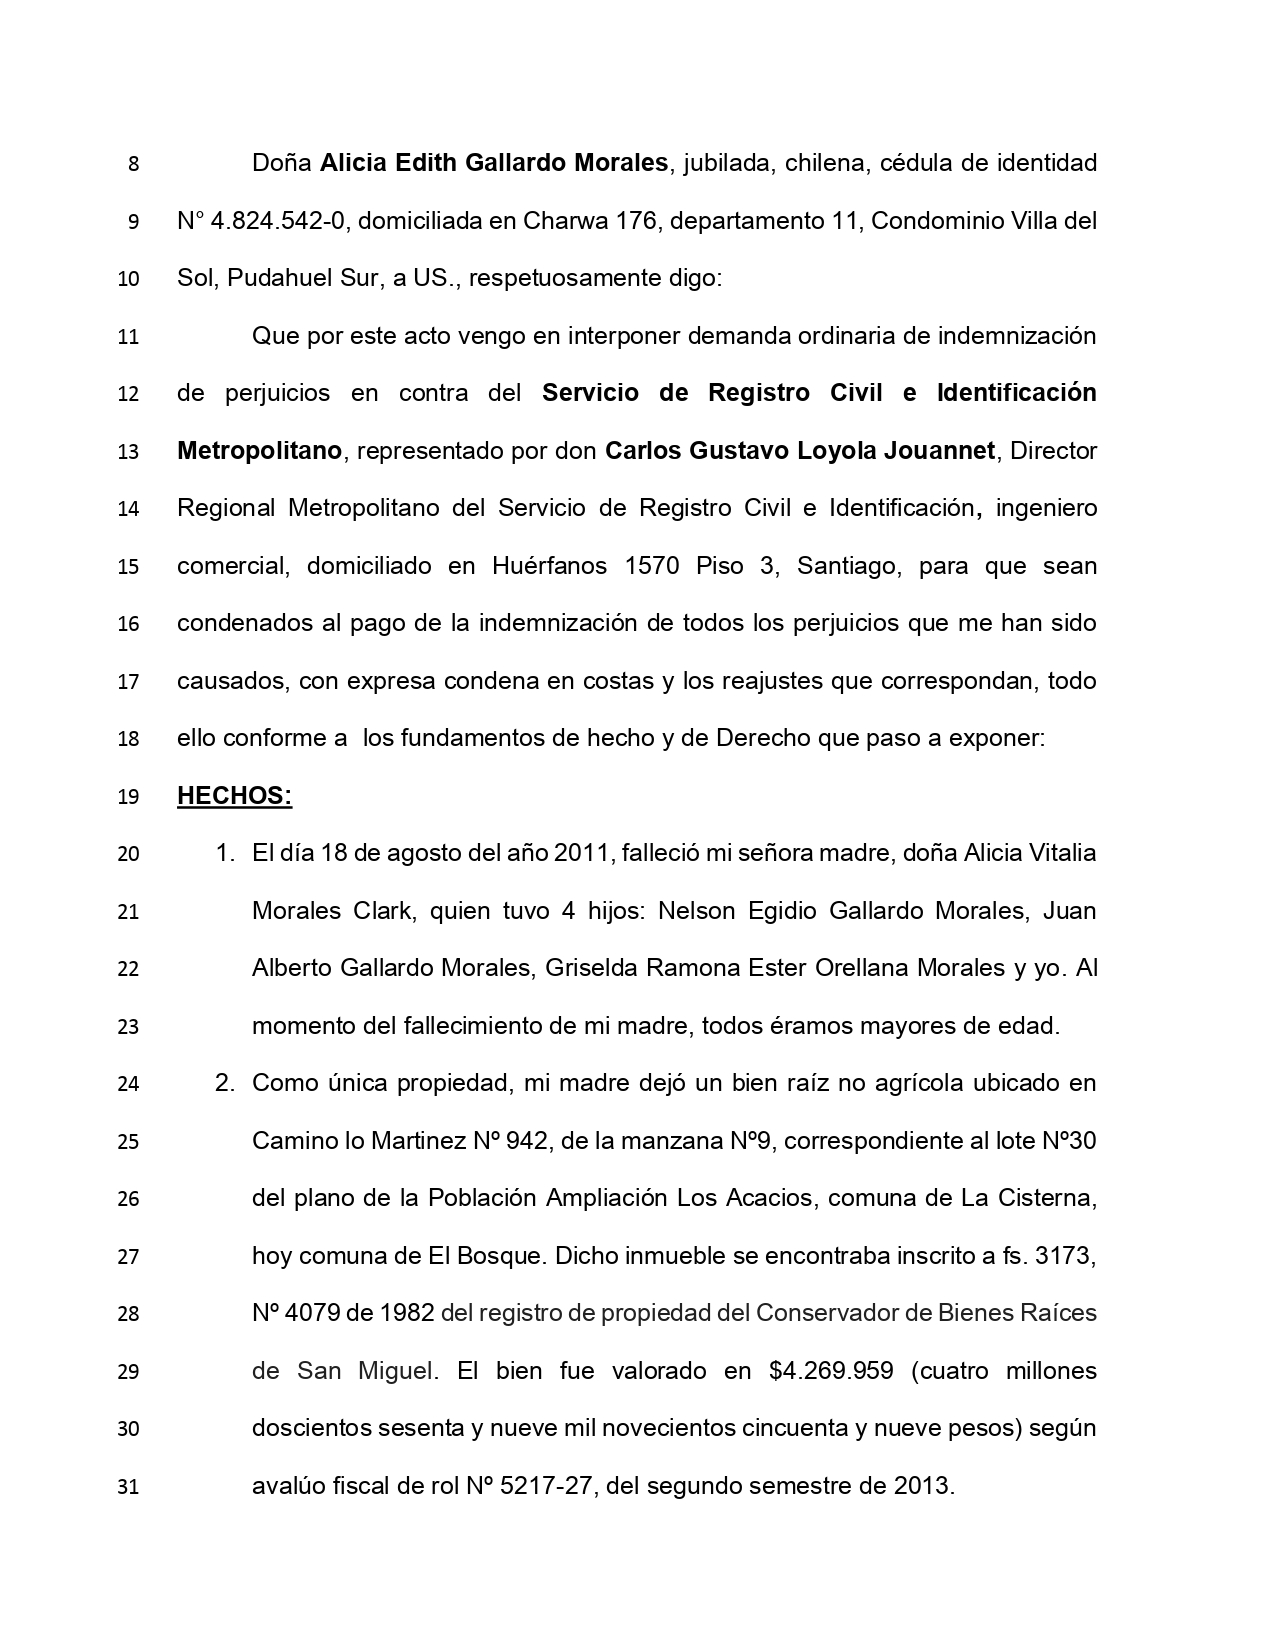 8 Doña Alicia Edith Gallardo Morales, jubilada, chilena, cédula de identidad
9 N° 4.824.542-0, domiciliada en Charwa 176, departamento 11, Condominio Villa del
10 Sol, Pudahuel Sur, a US., respetuosamente digo:
11 Que por este acto vengo en interponer demanda ordinaria de indemnización
12 de perjuicios en contra del Servicio de Registro Civil e Identificación
13 Metropolitano, representado por don Carlos Gustavo Loyola Jouannet, Director
14 Regional Metropolitano del Servicio de Registro Civil e Identificación, ingeniero
15 comercial, domiciliado en Huérfanos 1570 Piso 3, Santiago, para que sean
16 condenados al pago de la indemnización de todos los perjuicios que me han sido
17 causados, con expresa condena en costas y los reajustes que correspondan, todo
18 ello conforme a  los fundamentos de hecho y de Derecho que paso a exponer:
19 HECHOS:
20 1. El día 18 de agosto del año 2011, falleció mi señora madre, doña Alicia Vitalia
21 Morales Clark, quien tuvo 4 hijos: Nelson Egidio Gallardo Morales, Juan
22 Alberto Gallardo Morales, Griselda Ramona Ester Orellana Morales y yo. Al
23 momento del fallecimiento de mi madre, todos éramos mayores de edad.
24 2. Como única propiedad, mi madre dejó un bien raíz no agrícola ubicado en
25 Camino lo Martinez Nº 942, de la manzana Nº9, correspondiente al lote Nº30
26 del plano de la Población Ampliación Los Acacios, comuna de La Cisterna,
27 hoy comuna de El Bosque. Dicho inmueble se encontraba inscrito a fs. 3173,
28 Nº 4079 de 1982 del registro de propiedad del Conservador de Bienes Raíces
29 de San Miguel. El bien fue valorado en $4.269.959 (cuatro millones
30 doscientos sesenta y nueve mil novecientos cincuenta y nueve pesos) según
31 avalúo fiscal de rol Nº 5217-27, del segundo semestre de 2013.